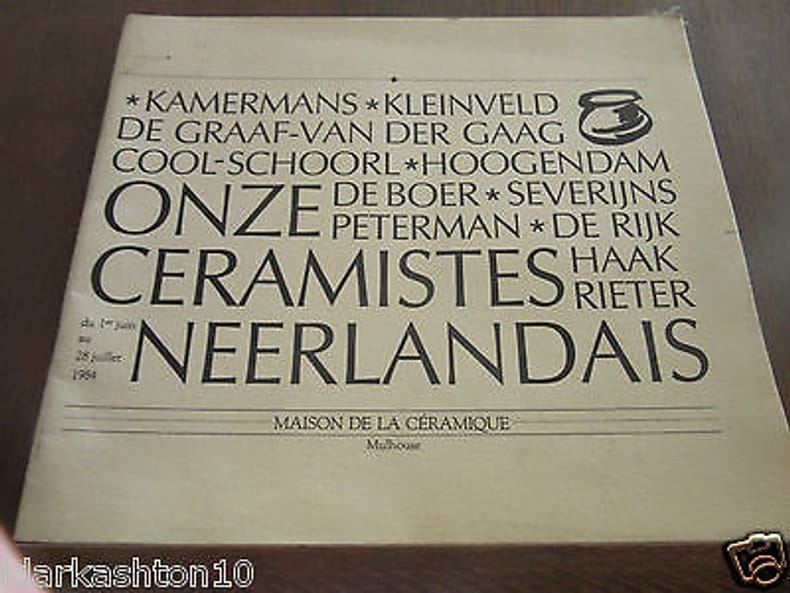 *KAMERMANS *KLEINVELD
DE GRAAF-VAN DER GAAG
COOL-SCHOORL *HOOGENDAM
ONZE DE BOER * SEVERIJNS
PETERMAN * DE RIJK
CERAMISTES HAAK
RIETER
du 1er juin
au
28 juillet
1984
NEERLANDAIS
MAISON DE LA CÉRAMIQUE
Mulhouse
klarkashton10